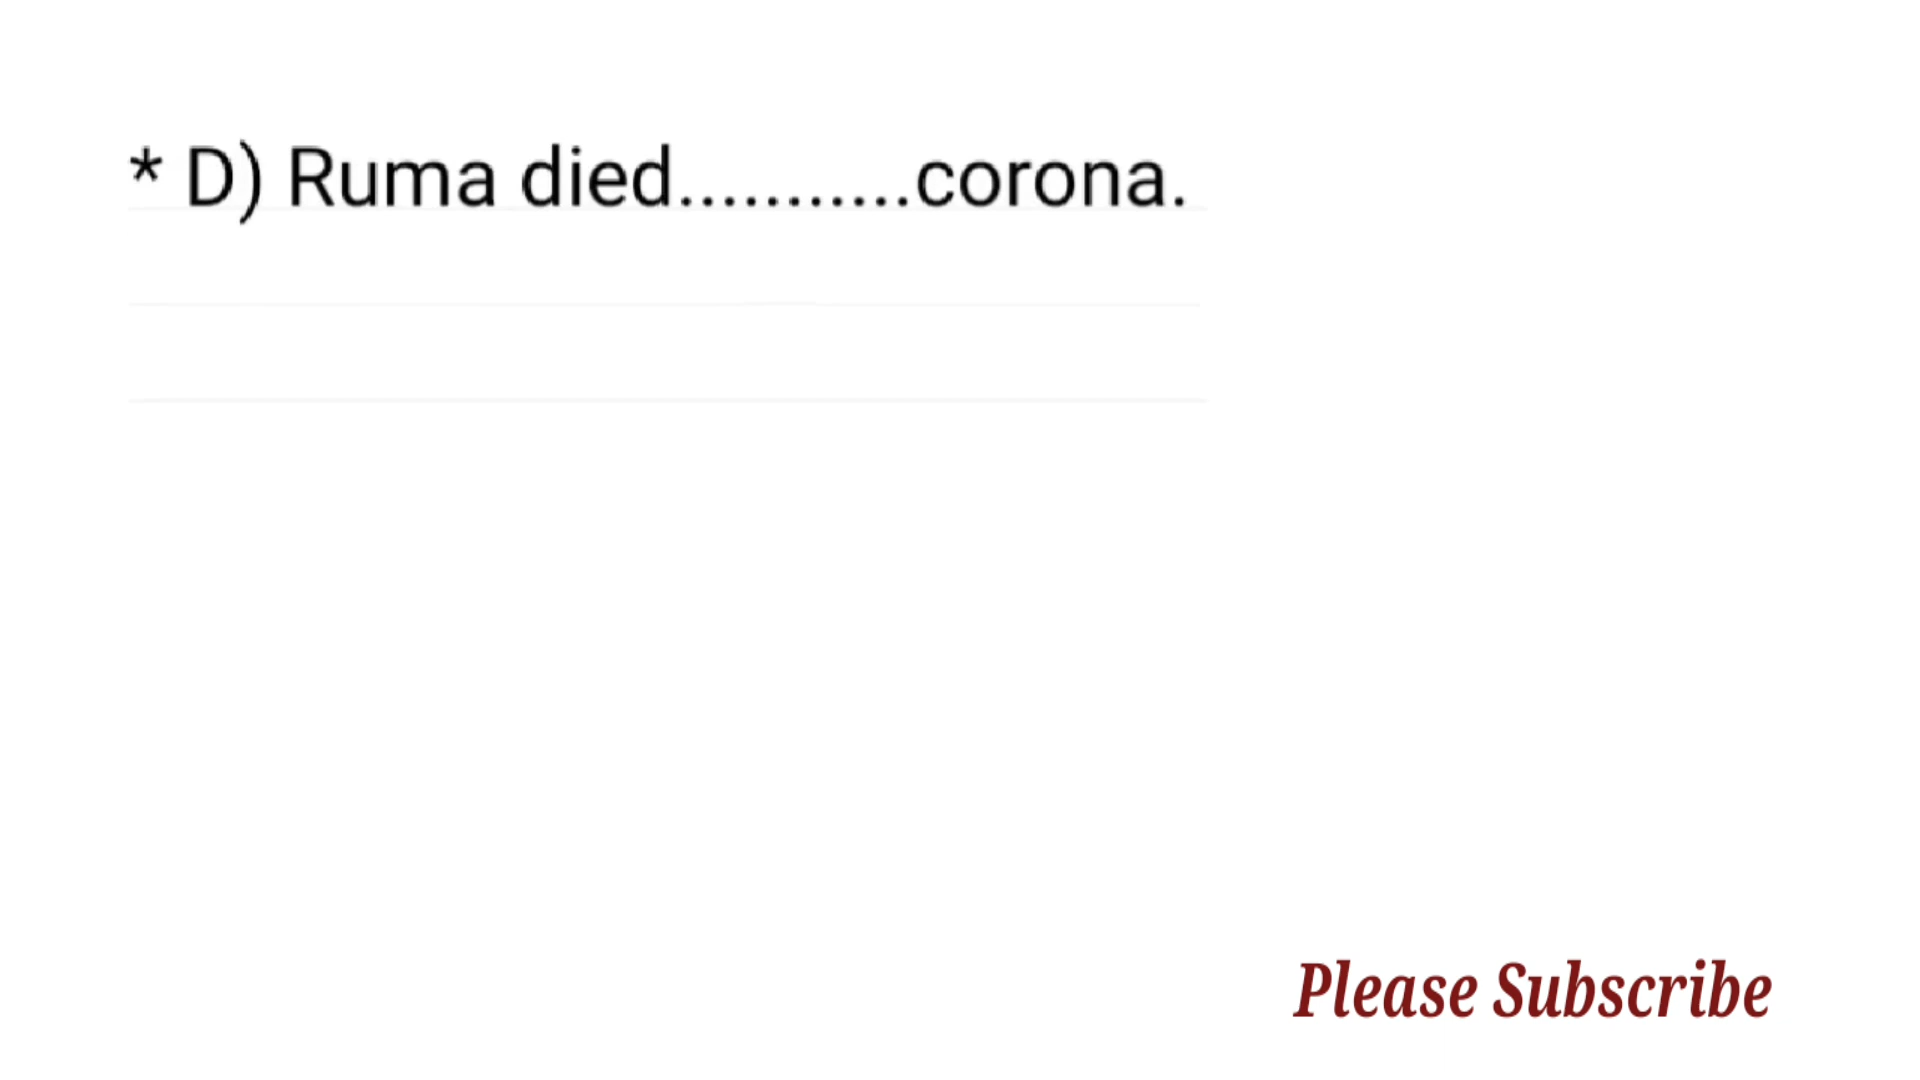 * D) Ruma died...........corona.
Please Subscribe